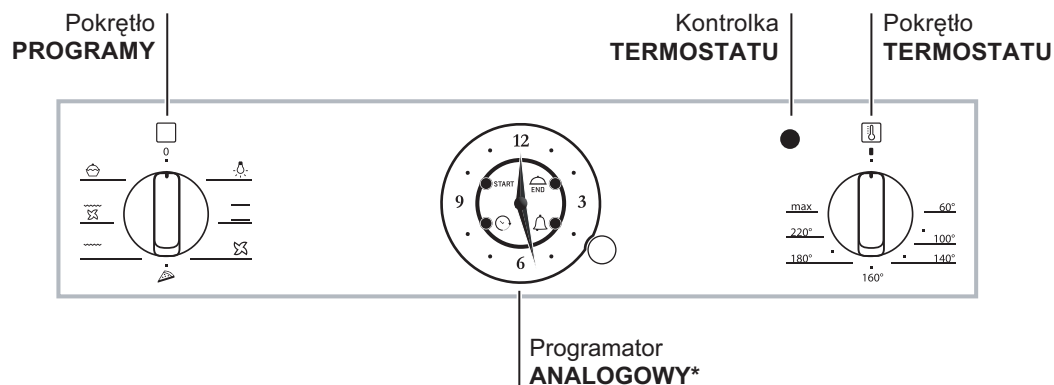 Pokrętło
PROGRAMY
Kontrolka
TERMOSTATU
Pokrętło
TERMOSTATU
0
12
3
6
9
START
END
max
220°
180°
160°
60°
100°
140°
Programator
ANALOGOWY*